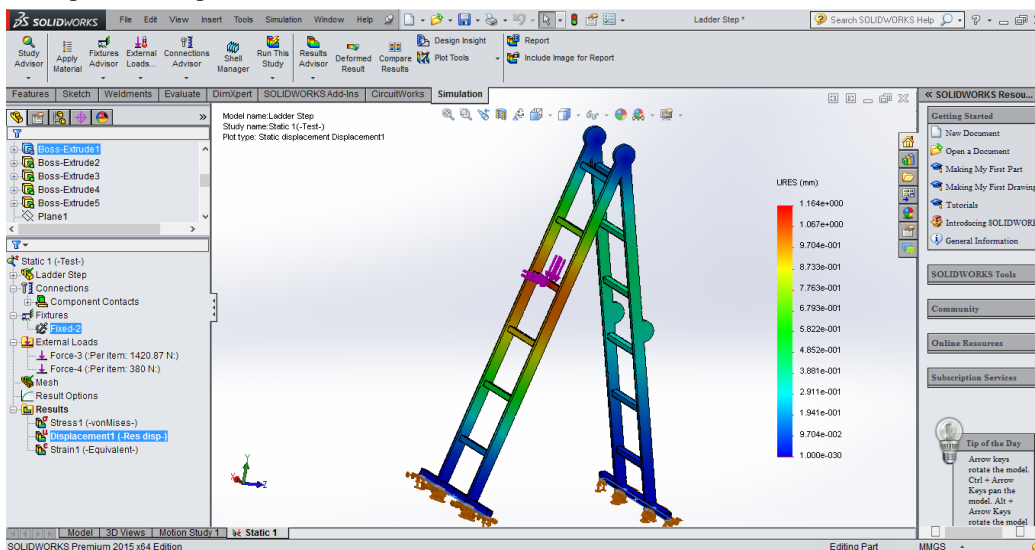 SOLIDWORKS File Edit View Insert Tools Simulation Window Help Ladder Step * Search SOLIDWORKS Help
Study Advisor
Apply Material
Fixtures Advisor
External Loads...
Connections Advisor
Shell Manager
Run This Study
Results Advisor
Deformed Result
Compare Results
Design Insight
Plot Tools
Report
Include Image for Report
Features Sketch Weldments Evaluate DimXpert SOLIDWORKS Add-Ins CircuitWorks Simulation
Boss-Extrude1
Boss-Extrude2
Boss-Extrude3
Boss-Extrude4
Boss-Extrude5
Plane1
Static 1 (-Test-)
Ladder Step
Connections
Component Contacts
Fixtures
Fixed-2
External Loads
Force-3 (:Per item: 1420.87 N:)
Force-4 (:Per item: 380 N:)
Mesh
Result Options
Results
Stress1 (-vonMises-)
Displacement1 (-Res disp-)
Strain1 (-Equivalent-)
Model name:Ladder Step
Study name:Static 1(-Test-)
Plot type: Static displacement Displacement1
URES (mm)
1.164e+000
1.067e+000
9.704e-001
8.733e-001
7.763e-001
6.793e-001
5.822e-001
4.852e-001
3.881e-001
2.911e-001
1.941e-001
9.704e-002
1.000e-030
Y
Z
« SOLIDWORKS Resou...
Getting Started
New Document
Open a Document
Making My First Part
Making My First Drawing
Tutorials
Introducing SOLIDWOR
General Information
SOLIDWORKS Tools
Community
Online Resources
Subscription Services
Tip of the Day
Arrow keys
rotate the model.
Ctrl + Arrow
Keys pan the
model. Alt +
Arrow Keys
rotate the model
Model 3D Views Motion Study 1 Static 1
SOLIDWORKS Premium 2015 x64 Edition Editing Part MMGS